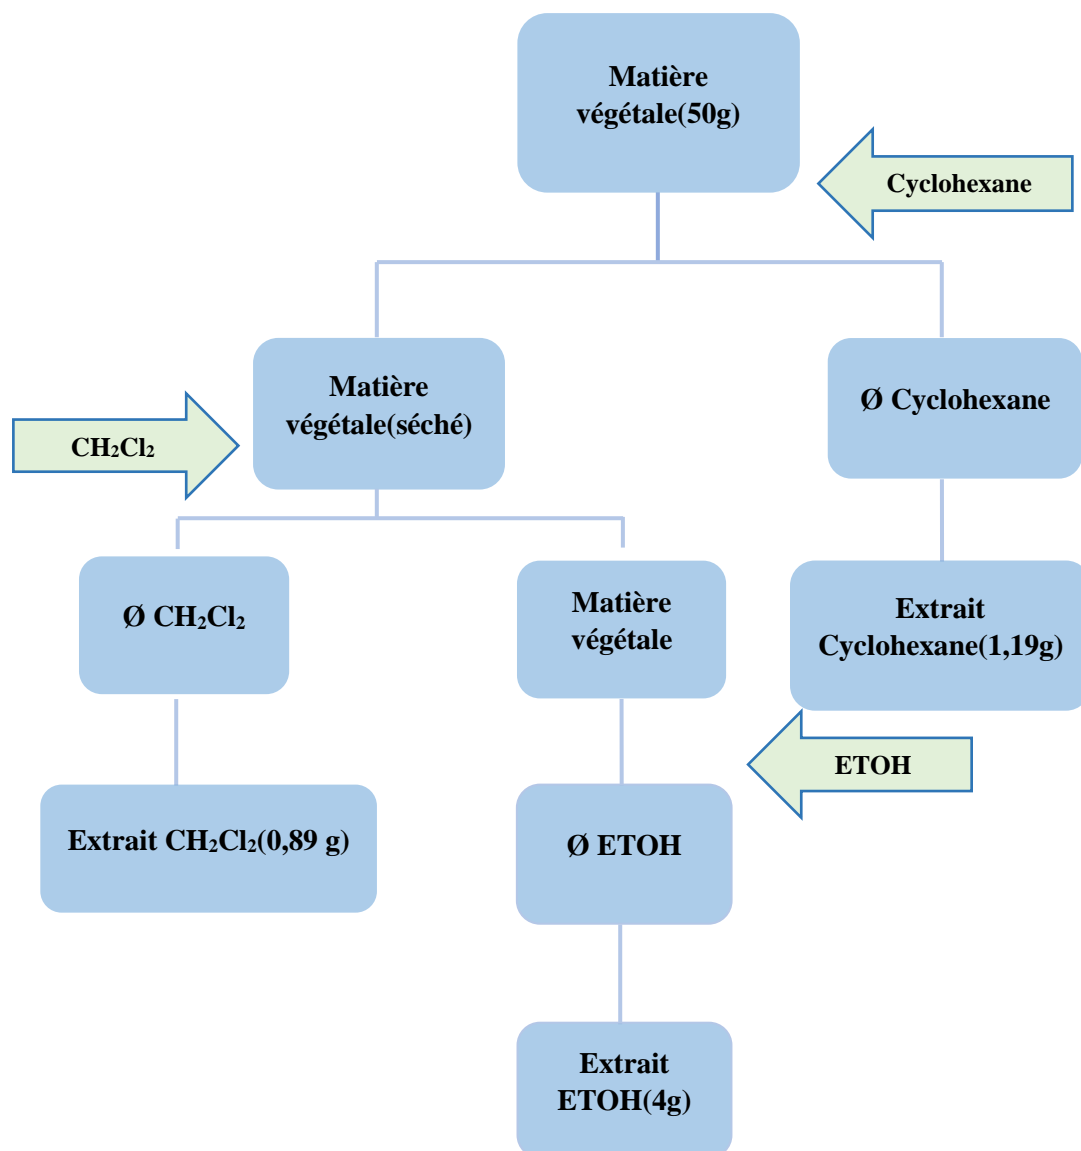 Matière
végétale(50g)
Cyclohexane
Matière
végétale(séché)
Ø Cyclohexane
CH₂Cl₂
Ø CH₂Cl₂
Matière
végétale
Extrait
Cyclohexane(1,19g)
ETOH
Extrait CH₂Cl₂(0,89 g)
Ø ETOH
Extrait
ETOH(4g)